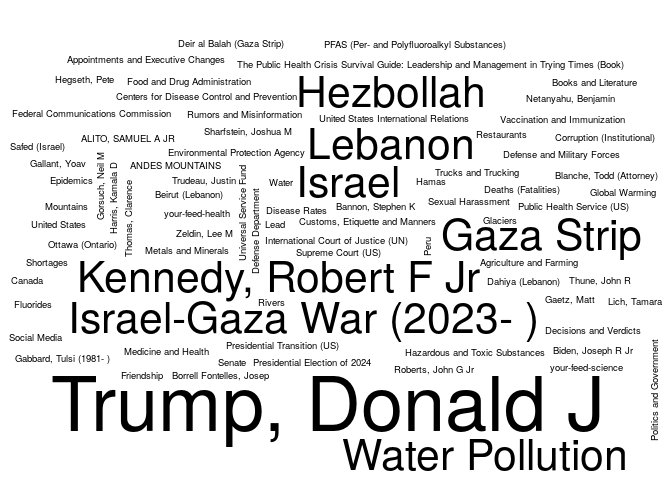 Deir al Balah (Gaza Strip)
PFAS (Per- and Polyfluoroalkyl Substances)
Appointments and Executive Changes
The Public Health Crisis Survival Guide: Leadership and Management in Trying Times (Book)
Hegseth, Pete
Food and Drug Administration
Hezbollah
Books and Literature
Centers for Disease Control and Prevention
Netanyahu, Benjamin
Federal Communications Commission
Rumors and Misinformation
United States International Relations
Vaccination and Immunization
Sharfstein, Joshua M
ALITO, SAMUEL A JR
Lebanon
Restaurants
Corruption (Institutional)
Safed (Israel)
Environmental Protection Agency
Defense and Military Forces
Gallant, Yoav
Gorsuch, Neil M
Harris, Kamala D
Thomas, Clarence
ANDES MOUNTAINS
Universal Service Fund
Defense Department
Israel
Trucks and Trucking
Blanche, Todd (Attorney)
Epidemics
Trudeau, Justin
Water
Hamas
Deaths (Fatalities)
Global Warming
Beirut (Lebanon)
Sexual Harassment
Mountains
Disease Rates
Bannon, Stephen K
Public Health Service (US)
your-feed-health
United States
Lead
Customs, Etiquette and Manners
Glaciers
Zeldin, Lee M
Gaza Strip
Ottawa (Ontario)
International Court of Justice (UN)
Peru
Metals and Minerals
Supreme Court (US)
Shortages
Kennedy, Robert F Jr
Agriculture and Farming
Canada
Dahiya (Lebanon)
Thune, John R
Fluorides
Rivers
Gaetz, Matt
Lich, Tamara
Israel-Gaza War (2023- )
Social Media
Decisions and Verdicts
Presidential Transition (US)
Gabbard, Tulsi (1981- )
Medicine and Health
Hazardous and Toxic Substances
Biden, Joseph R Jr
Senate
Presidential Election of 2024
Roberts, John G Jr
your-feed-science
Friendship
Borrell Fontelles, Josep
Politics and Government
Trump, Donald J
Water Pollution